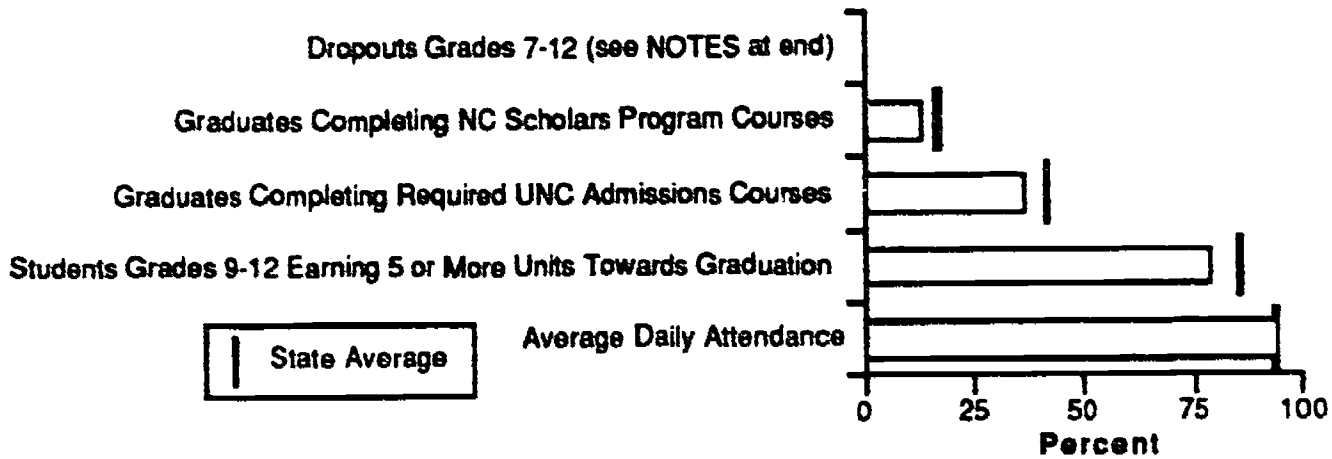 Dropouts Grades 7-12 (see NOTES at end)
Graduates Completing NC Scholars Program Courses
Graduates Completing Required UNC Admissions Courses
Students Grades 9-12 Earning 5 or More Units Towards Graduation
Average Daily Attendance
State Average
0 25 50 75 100
Percent